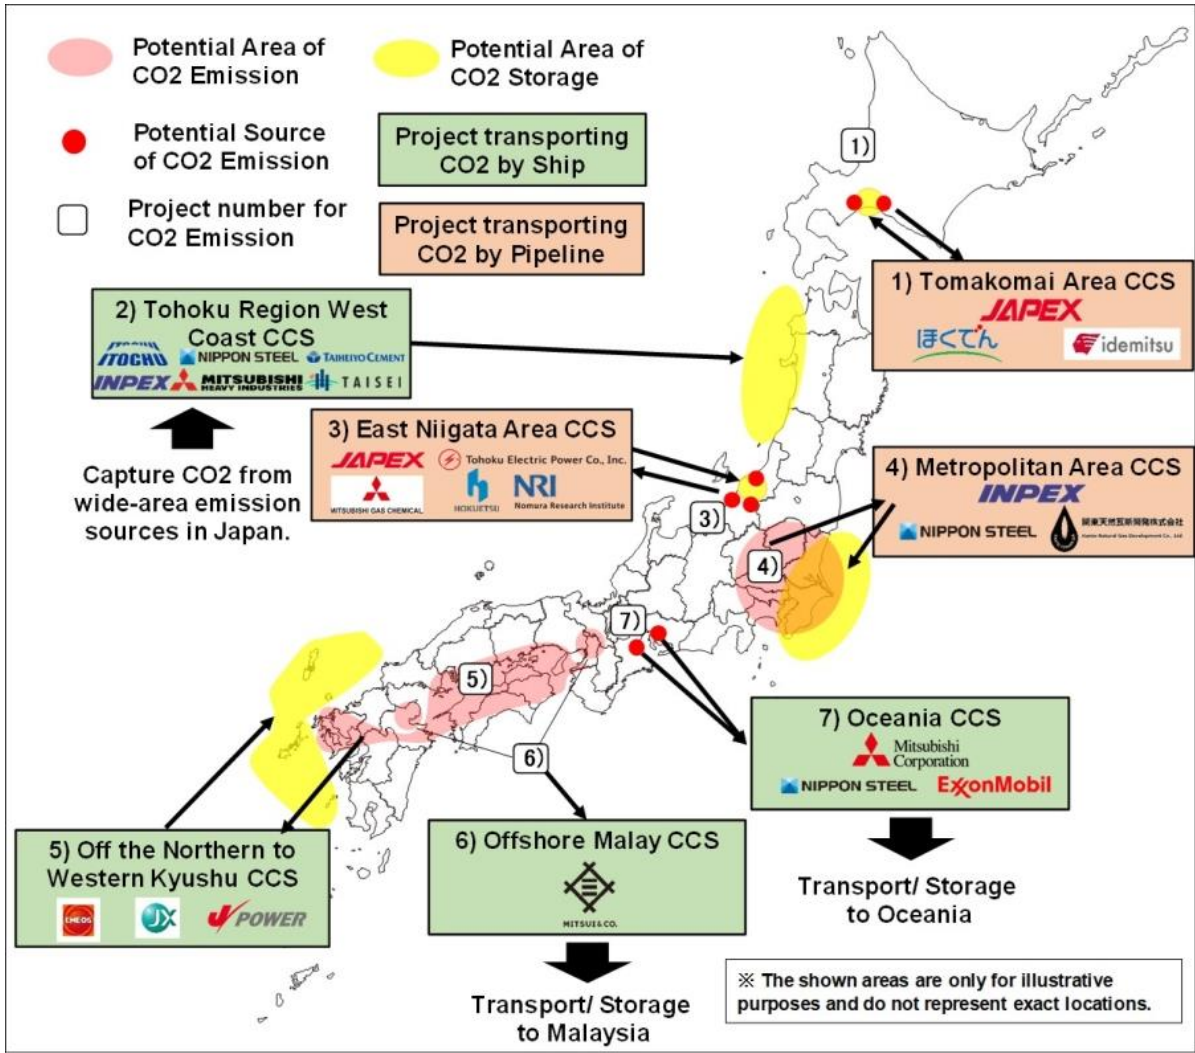 Potential Area of
CO2 Emission
Potential Area of
CO2 Storage
Potential Source
of CO2 Emission
Project transporting
CO2 by Ship
Project number for
CO2 Emission
Project transporting
CO2 by Pipeline
1)
1) Tomakomai Area CCS
JAPEX
ほくでん
idemitsu
2) Tohoku Region West
Coast CCS
ITOCHU
ITOCHU
NIPPON STEEL
TAIHEIYO CEMENT
INPEX
MITSUBISHI
HEAVY INDUSTRIES
TAISEI
Capture CO2 from
wide-area emission
sources in Japan.
3) East Niigata Area CCS
JAPEX
Tohoku Electric Power Co., Inc.
MITSUBISHI GAS CHEMICAL
HOKUETSU
NRI
Nomura Research Institute
3)
4) Metropolitan Area CCS
INPEX
NIPPON STEEL
関東天然瓦斯開発株式会社
Kanto Natural Gas Development Co., Ltd
4)
7)
5)
6)
7) Oceania CCS
Mitsubishi
Corporation
NIPPON STEEL
ExxonMobil
Transport/ Storage
to Oceania
5) Off the Northern to
Western Kyushu CCS
ENEOS
JX
J POWER
6) Offshore Malay CCS
MITSUI & CO.
Transport/ Storage
to Malaysia
※ The shown areas are only for illustrative
purposes and do not represent exact locations.